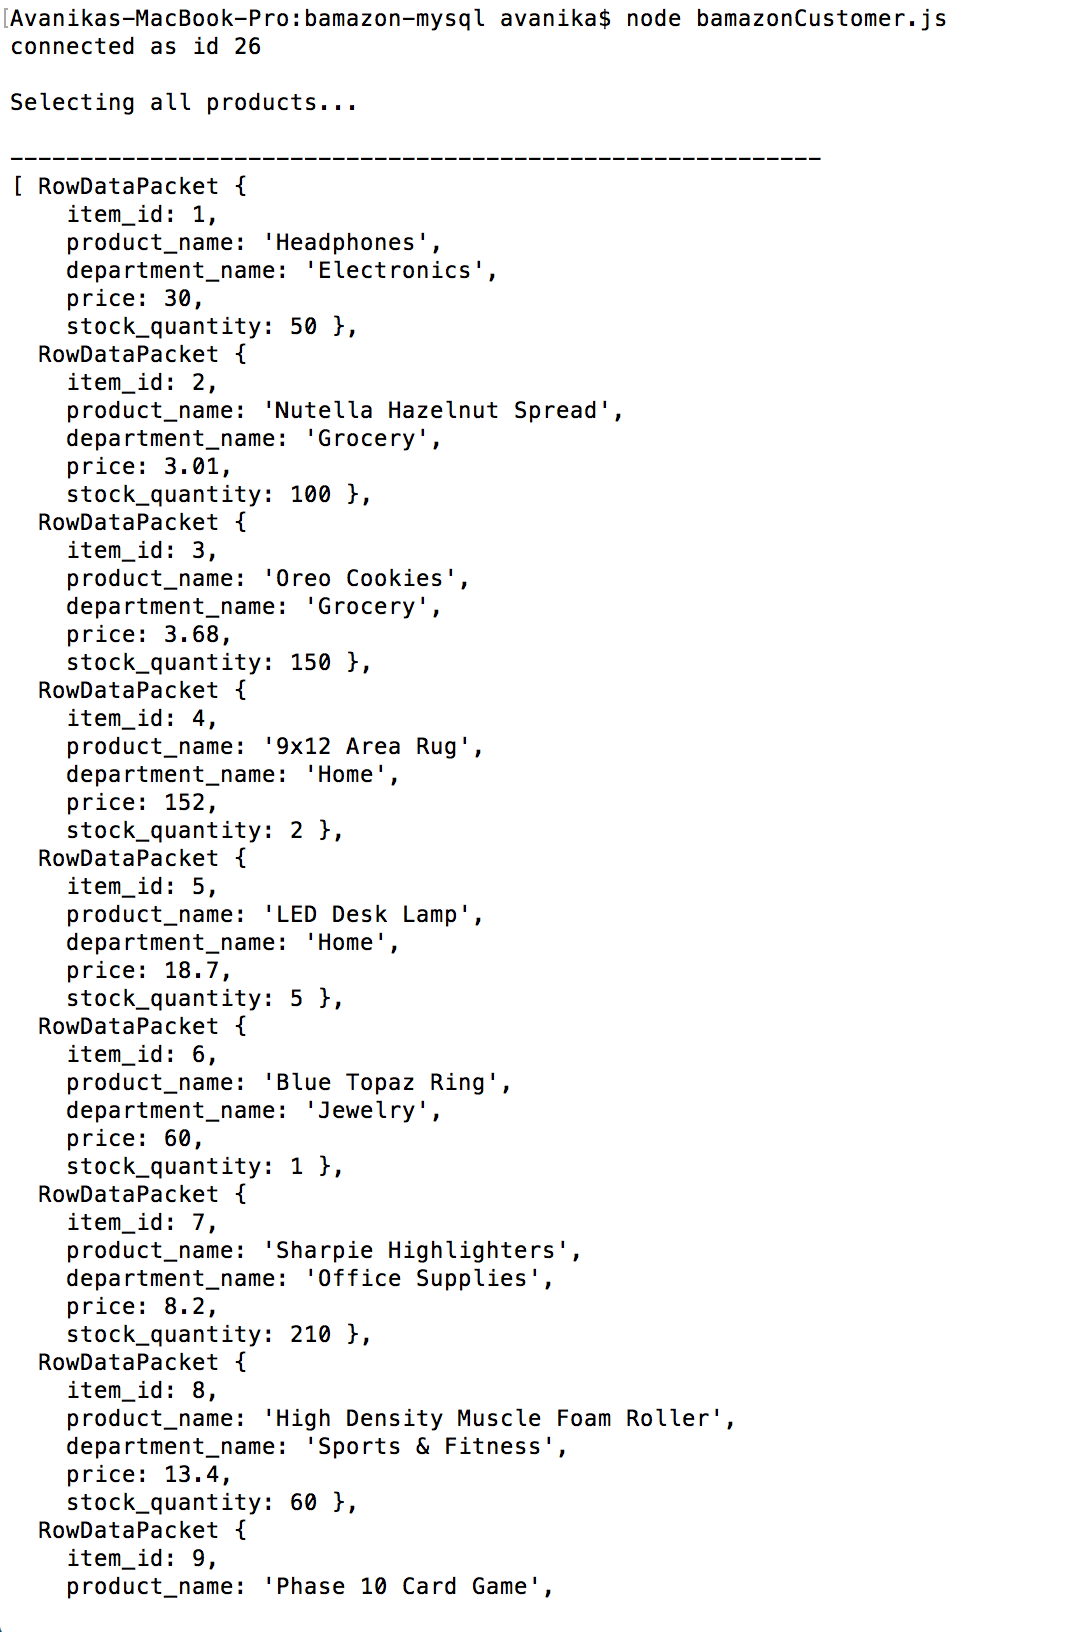 [Avanikas-MacBook-Pro:bamazon-mysql avanika$ node bamazonCustomer.js
connected as id 26
Selecting all products...
----------------------------------------------------------
[ RowDataPacket {
item_id: 1,
product_name: 'Headphones',
department_name: 'Electronics',
price: 30,
stock_quantity: 50 },
RowDataPacket {
item_id: 2,
product_name: 'Nutella Hazelnut Spread',
department_name: 'Grocery',
price: 3.01,
stock_quantity: 100 },
RowDataPacket {
item_id: 3,
product_name: 'Oreo Cookies',
department_name: 'Grocery',
price: 3.68,
stock_quantity: 150 },
RowDataPacket {
item_id: 4,
product_name: '9x12 Area Rug',
department_name: 'Home',
price: 152,
stock_quantity: 2 },
RowDataPacket {
item_id: 5,
product_name: 'LED Desk Lamp',
department_name: 'Home',
price: 18.7,
stock_quantity: 5 },
RowDataPacket {
item_id: 6,
product_name: 'Blue Topaz Ring',
department_name: 'Jewelry',
price: 60,
stock_quantity: 1 },
RowDataPacket {
item_id: 7,
product_name: 'Sharpie Highlighters',
department_name: 'Office Supplies',
price: 8.2,
stock_quantity: 210 },
RowDataPacket {
item_id: 8,
product_name: 'High Density Muscle Foam Roller',
department_name: 'Sports & Fitness',
price: 13.4,
stock_quantity: 60 },
RowDataPacket {
item_id: 9,
product_name: 'Phase 10 Card Game',